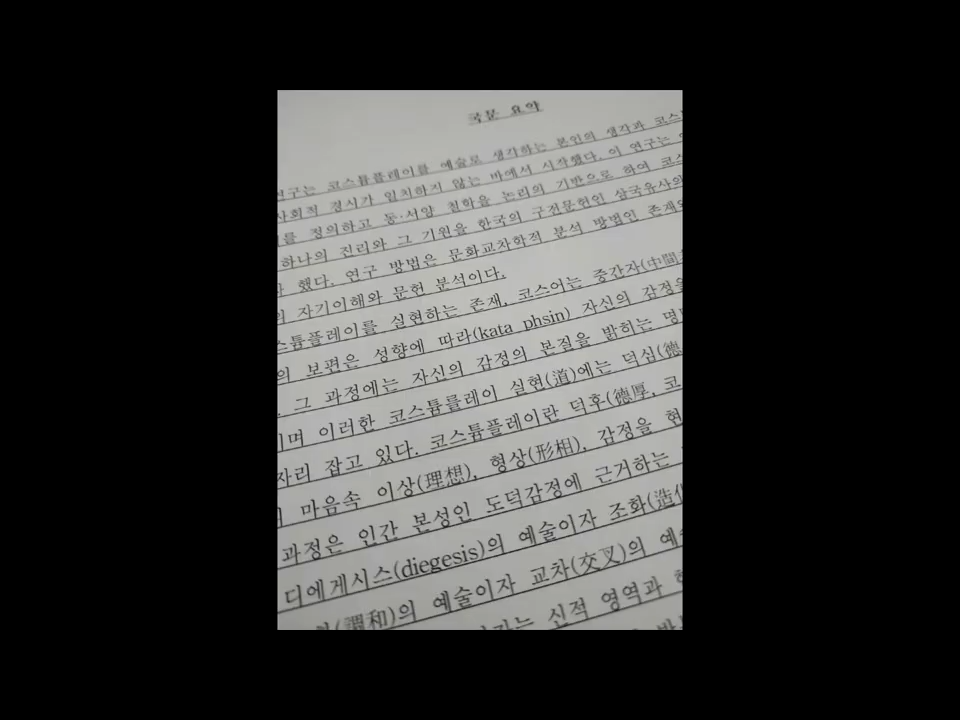 국문 요약
연구는 코스튬플레이를 예술로 생각하는 본인의 생각과 코스
사회적 경시가 일치하지 않는 바에서 시작했다. 이 연구는
를 정의하고 동·서양 철학을 논리의 기반으로 하여 코스
하나의 진리와 그 기원을 한국의 구전문헌인 삼국유사의
했다. 연구 방법은 문화교차학적 분석 방법인 존재와
의 자기이해와 문헌 분석이다.
스튬플레이를 실현하는 존재, 코스어는 중간자(中間
의 보편은 성향에 따라(kata phsin) 자신의 감정을
. 그 과정에는 자신의 감정의 본질을 밝히는 명
이며 이러한 코스튬플레이 실현(道)에는 덕심(德
자리 잡고 있다. 코스튬플레이란 덕후(德厚, 코
마음속 이상(理想), 형상(形相), 감정을 현
과정은 인간 본성인 도덕감정에 근거하는
디에게시스(diegesis)의 예술이자 조화(造化
(調和)의 예술이자 교차(交叉)의 예술
신적 영역과